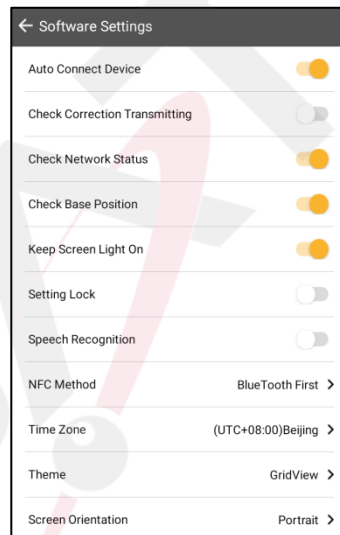 Software Settings
Auto Connect Device
Check Correction Transmitting
Check Network Status
Check Base Position
Keep Screen Light On
Setting Lock
Speech Recognition
NFC Method BlueTooth First
Time Zone (UTC+08:00)Beijing
Theme GridView
Screen Orientation Portrait